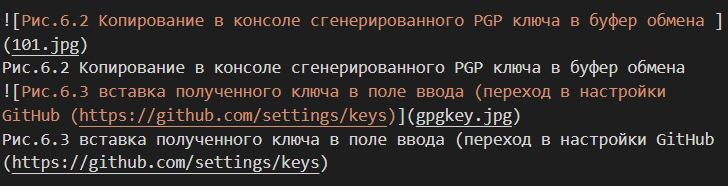 ![Рис.6.2 Копирование в консоле сгенерированного PGP ключа в буфер обмена ]
(101.jpg)
Рис.6.2 Копирование в консоле сгенерированного PGP ключа в буфер обмена
![Рис.6.3 вставка полученного ключа в поле ввода (переход в настройки
GitHub (https://github.com/settings/keys)](gpgkey.jpg)
Рис.6.3 вставка полученного ключа в поле ввода (переход в настройки GitHub
(https://github.com/settings/keys)